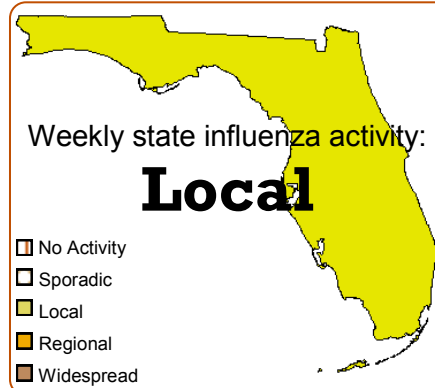 Weekly state influenza activity:
Local
No Activity
Sporadic
Local
Regional
Widespread